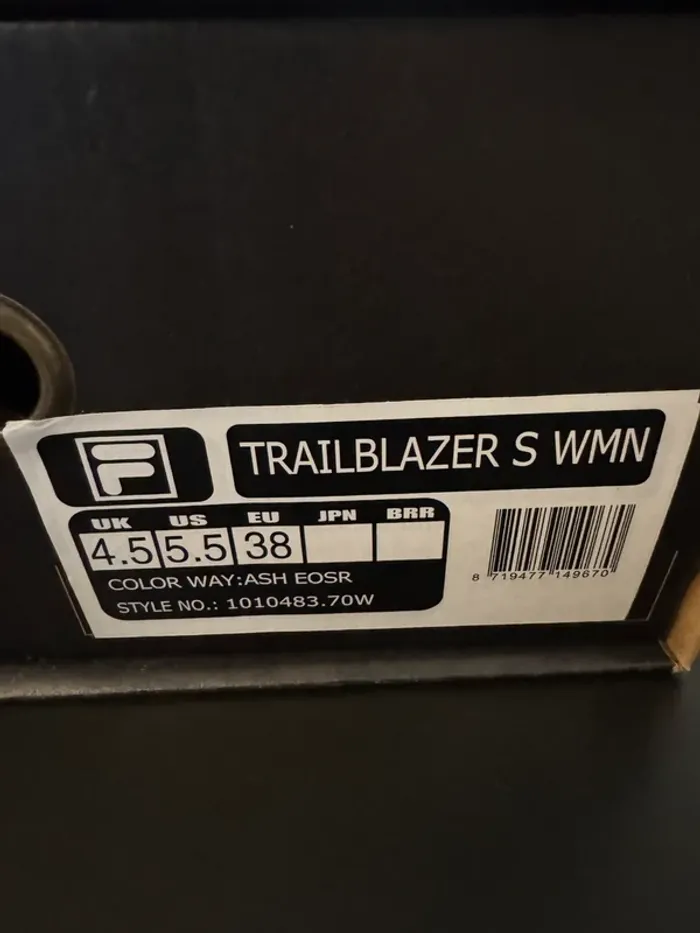 TRAILBLAZER S WMN
UK US EU JPN BRR
4.5 5.5 38
COLOR WAY:ASH EOSR
STYLE NO.: 1010483.70W
8 719477 149670